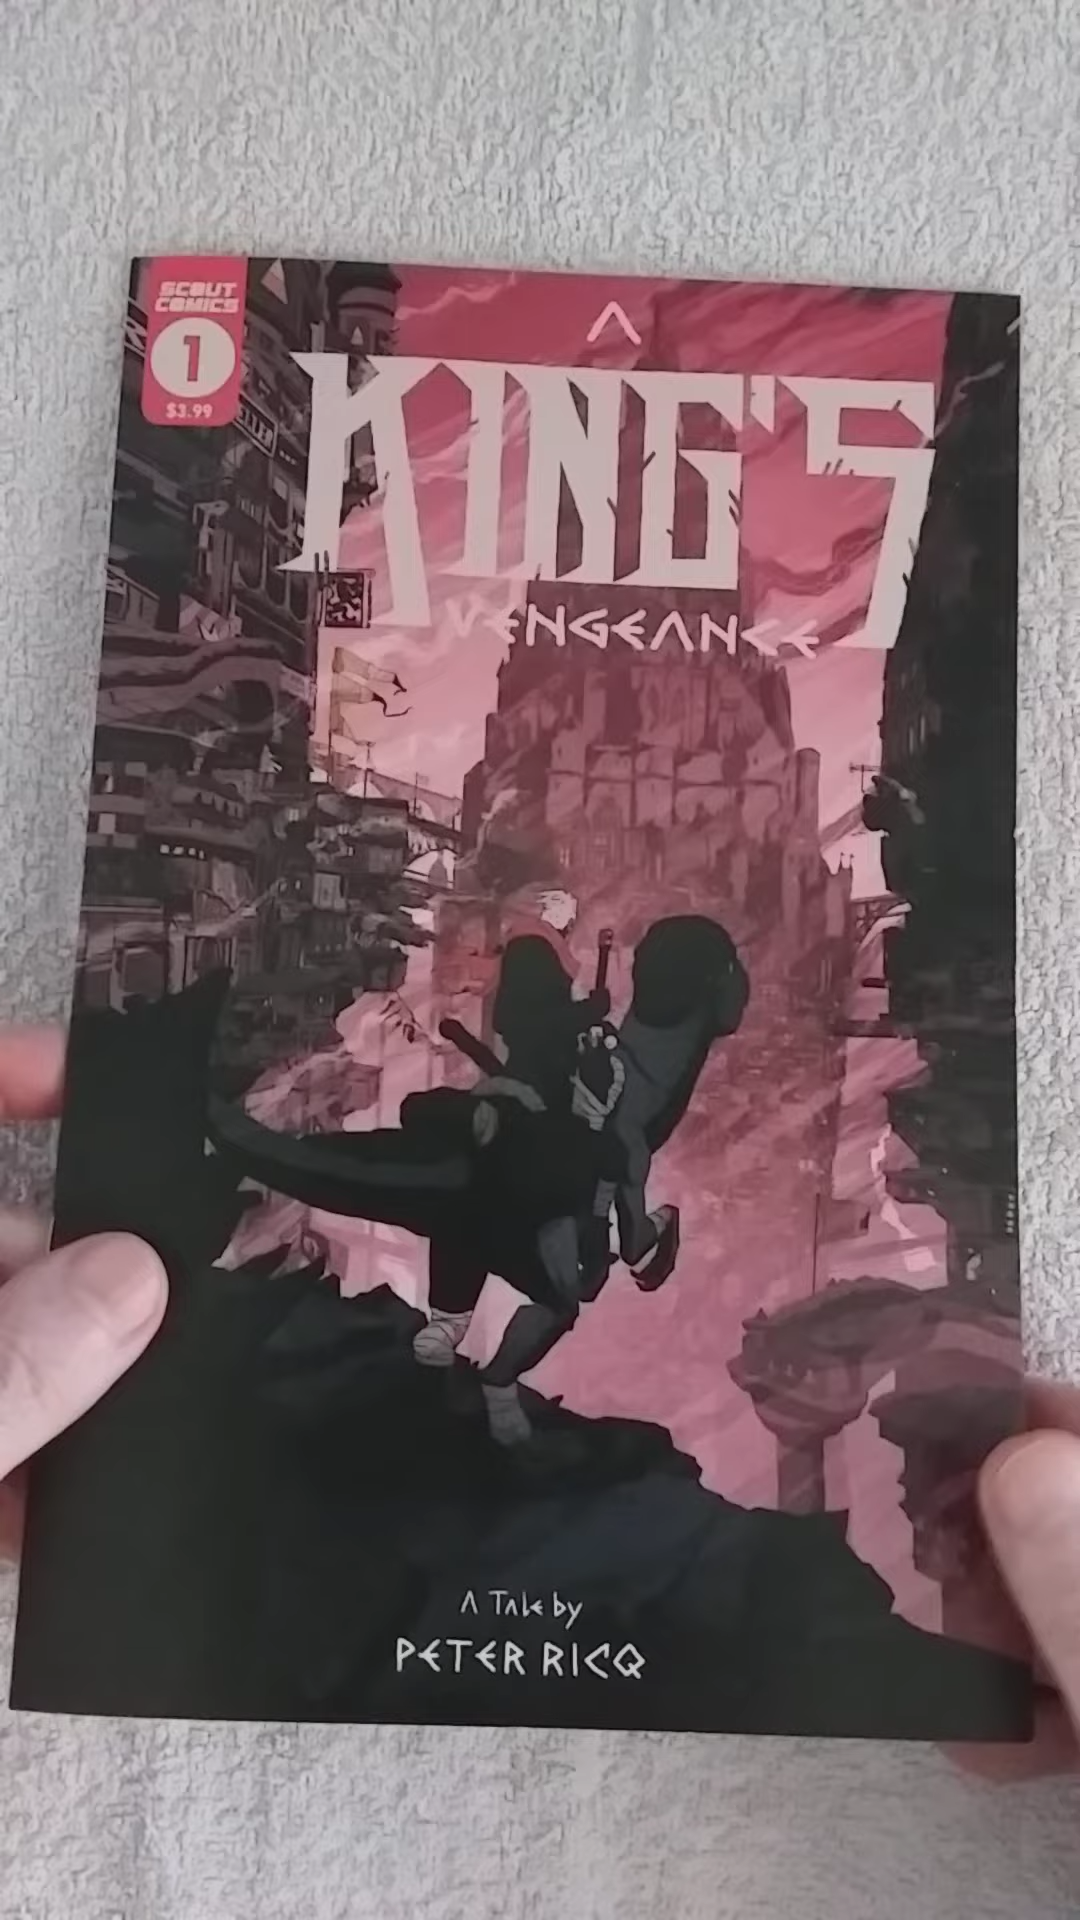 SCOUT
COMICS
1
$3.99
A
KING'S
VENGEANCE
A Tale by
PETER RICQ